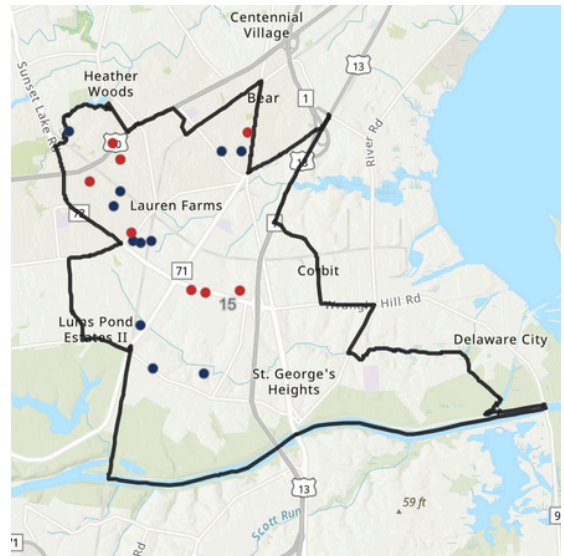 Centennial
Village
13
Sunset Lake Rd
Heather
Woods
Bear
1
River Rd
13
Lauren Farms
72
71
Corbit
15
Wrangle Hill Rd
Lums Pond
Estates II
Delaware City
St. George's
Heights
13
59 ft
Scott Run
71
Rd
9